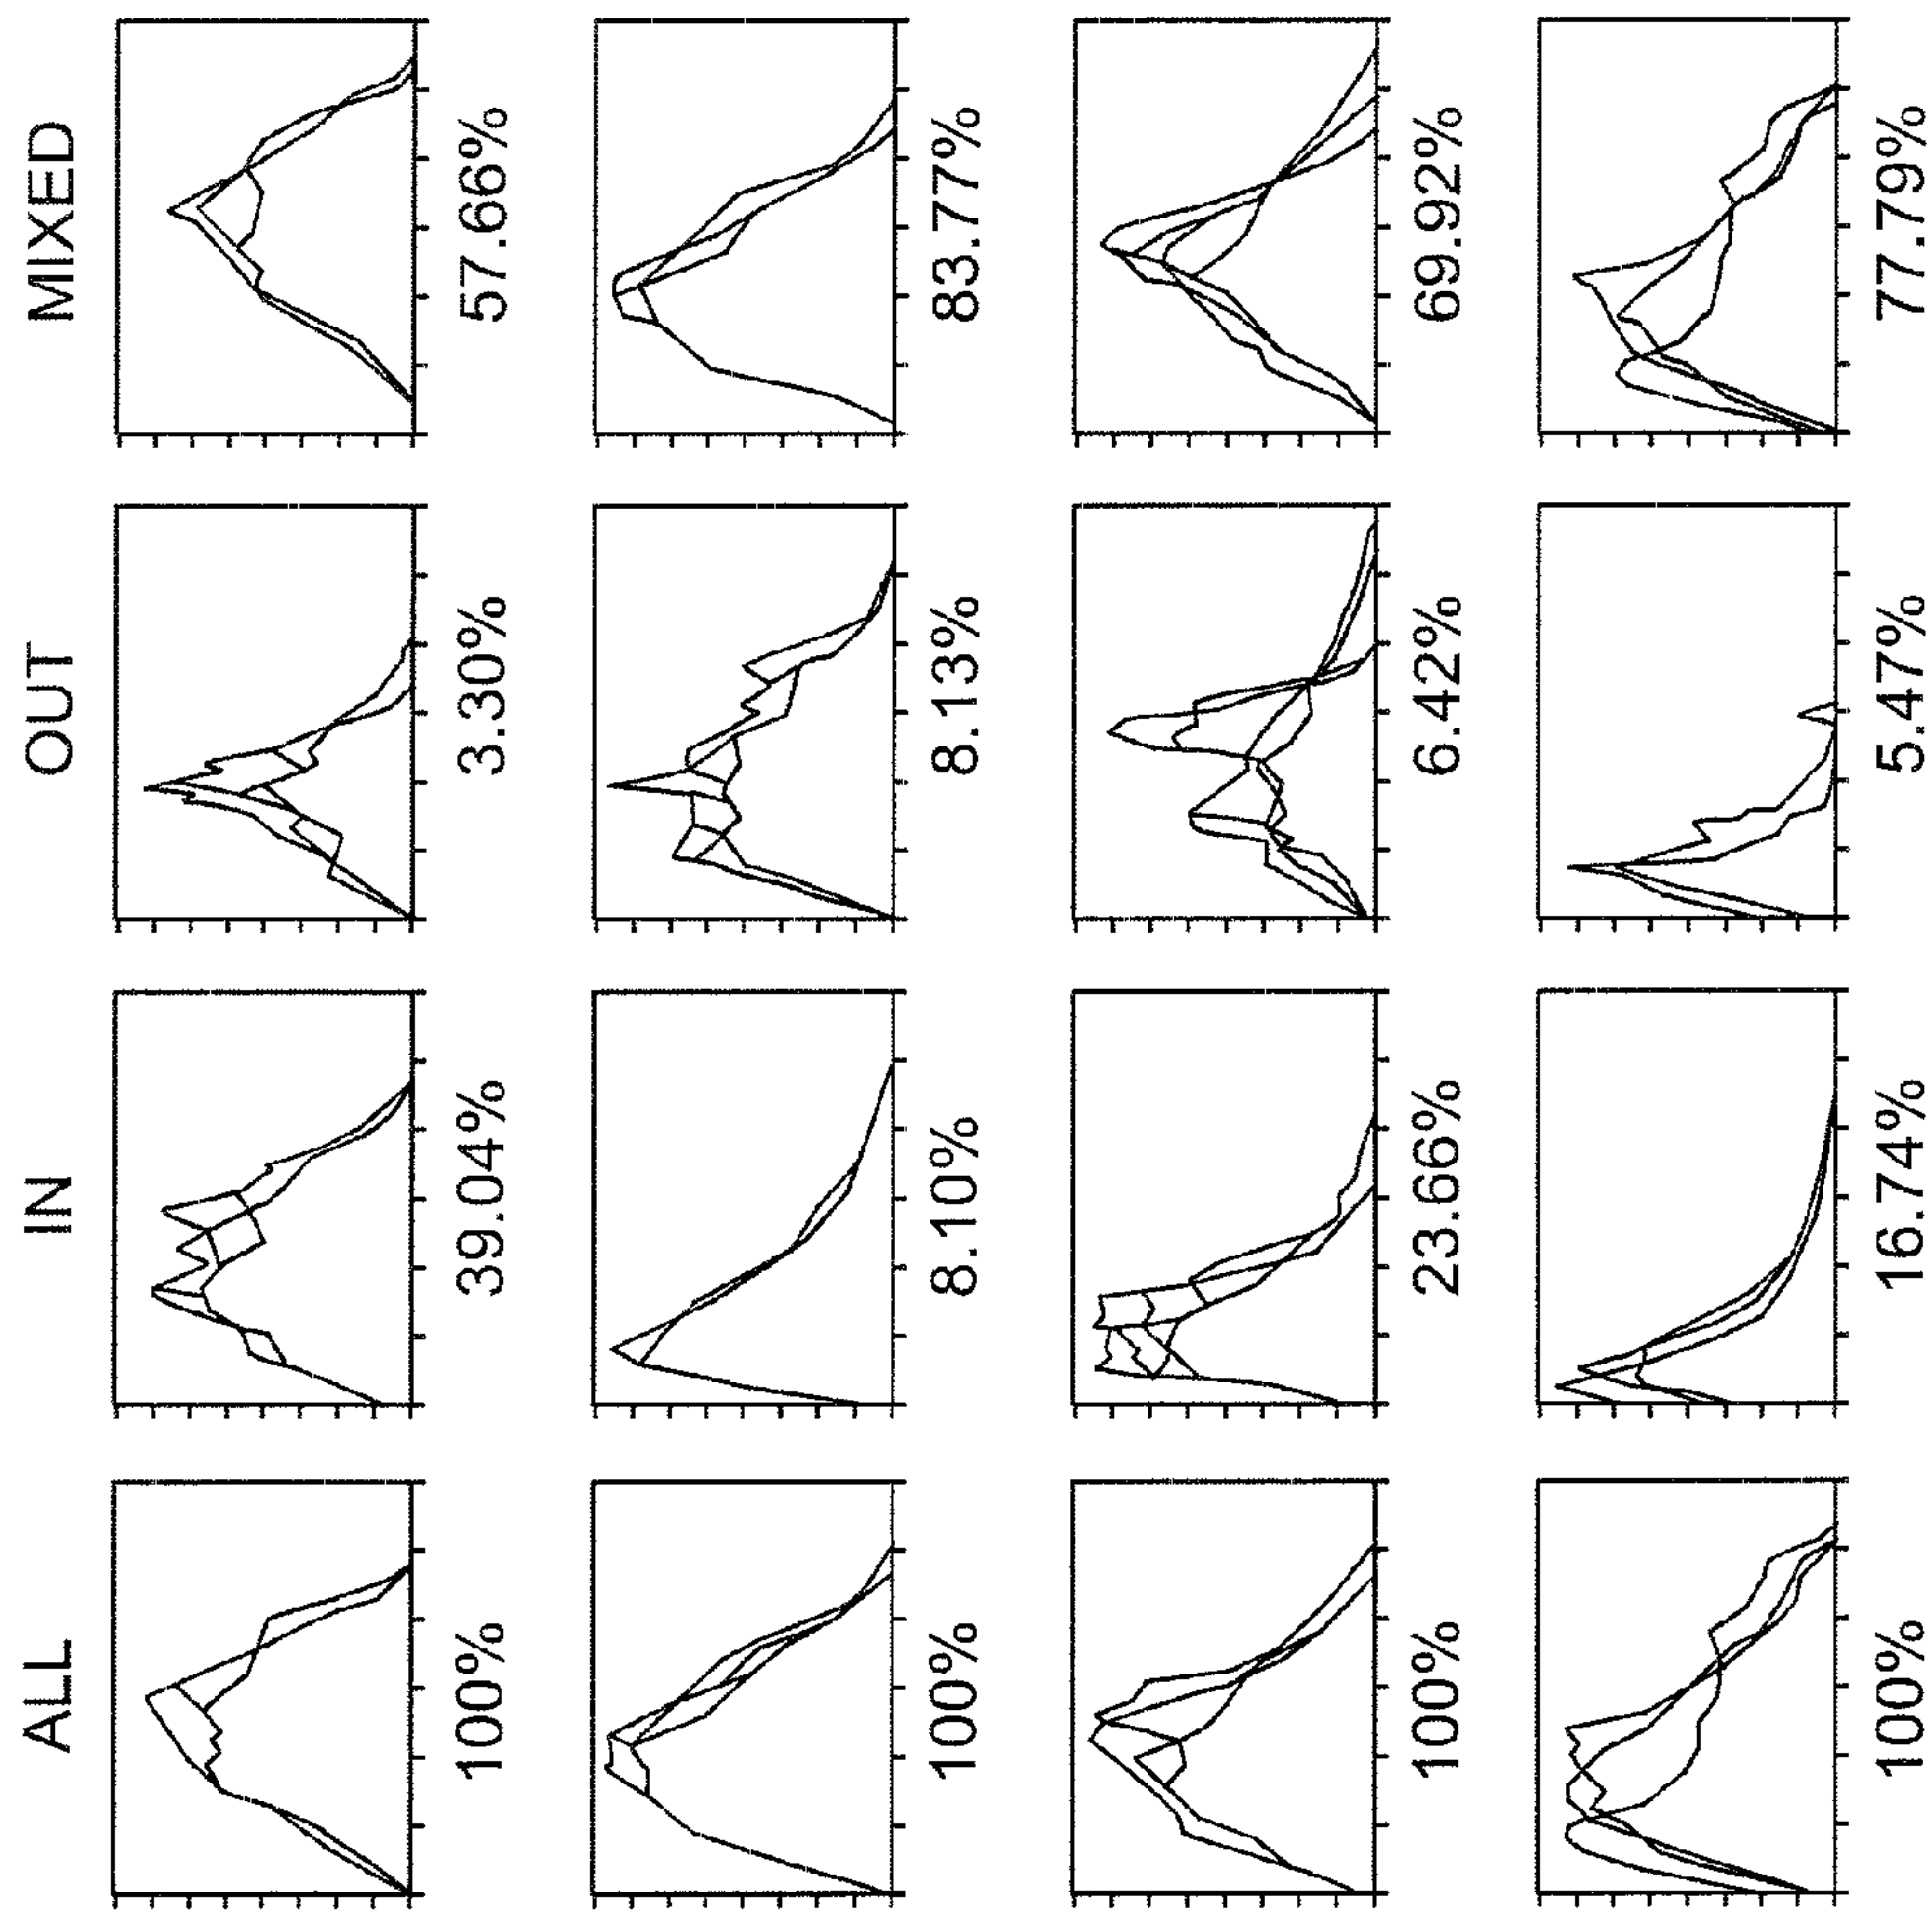 ALL IN OUT MIXED
100% 39.04% 3.30% 57.66%
100% 8.10% 8.13% 83.77%
100% 23.66% 6.42% 69.92%
100% 16.74% 5.47% 77.79%